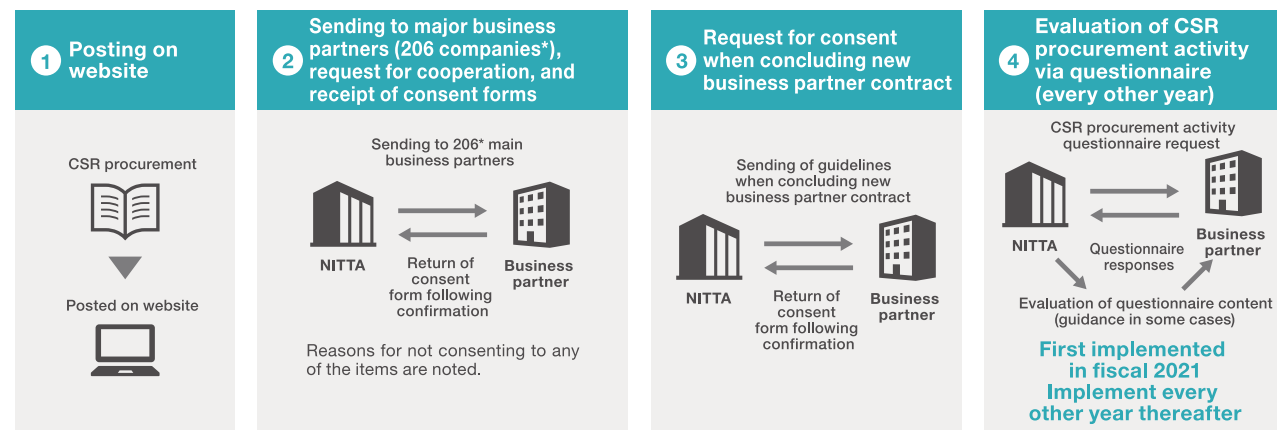 1 Posting on
website
CSR procurement
Posted on website
2 Sending to major business
partners (206 companies*),
request for cooperation, and
receipt of consent forms
Sending to 206* main
business partners
NITTA
Return of
consent
form following
confirmation
Business
partner
Reasons for not consenting to any
of the items are noted.
3 Request for consent
when concluding new
business partner contract
Sending of guidelines
when concluding new
business partner contract
NITTA
Return of
consent
form following
confirmation
Business
partner
4 Evaluation of CSR
procurement activity
via questionnaire
(every other year)
CSR procurement activity
questionnaire request
NITTA
Questionnaire
responses
Business
partner
Evaluation of questionnaire content
(guidance in some cases)
First implemented
in fiscal 2021
Implement every
other year thereafter